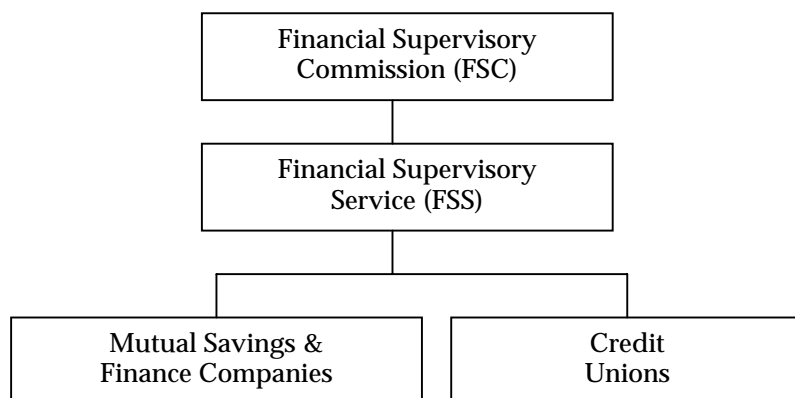 Financial Supervisory
Commission (FSC)
Financial Supervisory
Service (FSS)
Mutual Savings &
Finance Companies
Credit
Unions